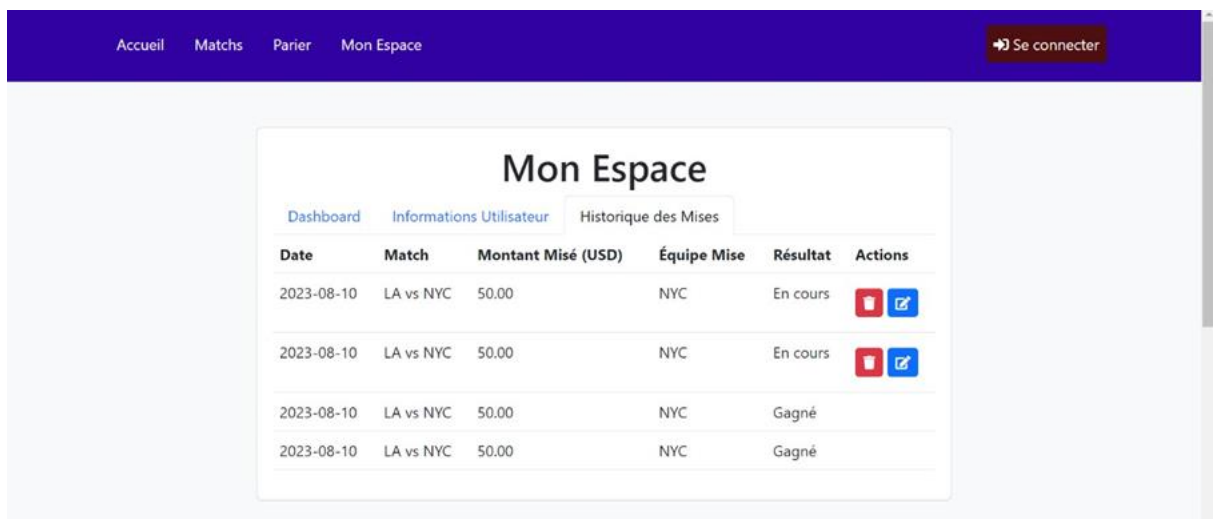 Accueil Matchs Parier Mon Espace Se connecter
Mon Espace
Dashboard Informations Utilisateur Historique des Mises
Date Match Montant Misé (USD) Équipe Mise Résultat Actions
2023-08-10 LA vs NYC 50.00 NYC En cours
2023-08-10 LA vs NYC 50.00 NYC En cours
2023-08-10 LA vs NYC 50.00 NYC Gagné
2023-08-10 LA vs NYC 50.00 NYC Gagné